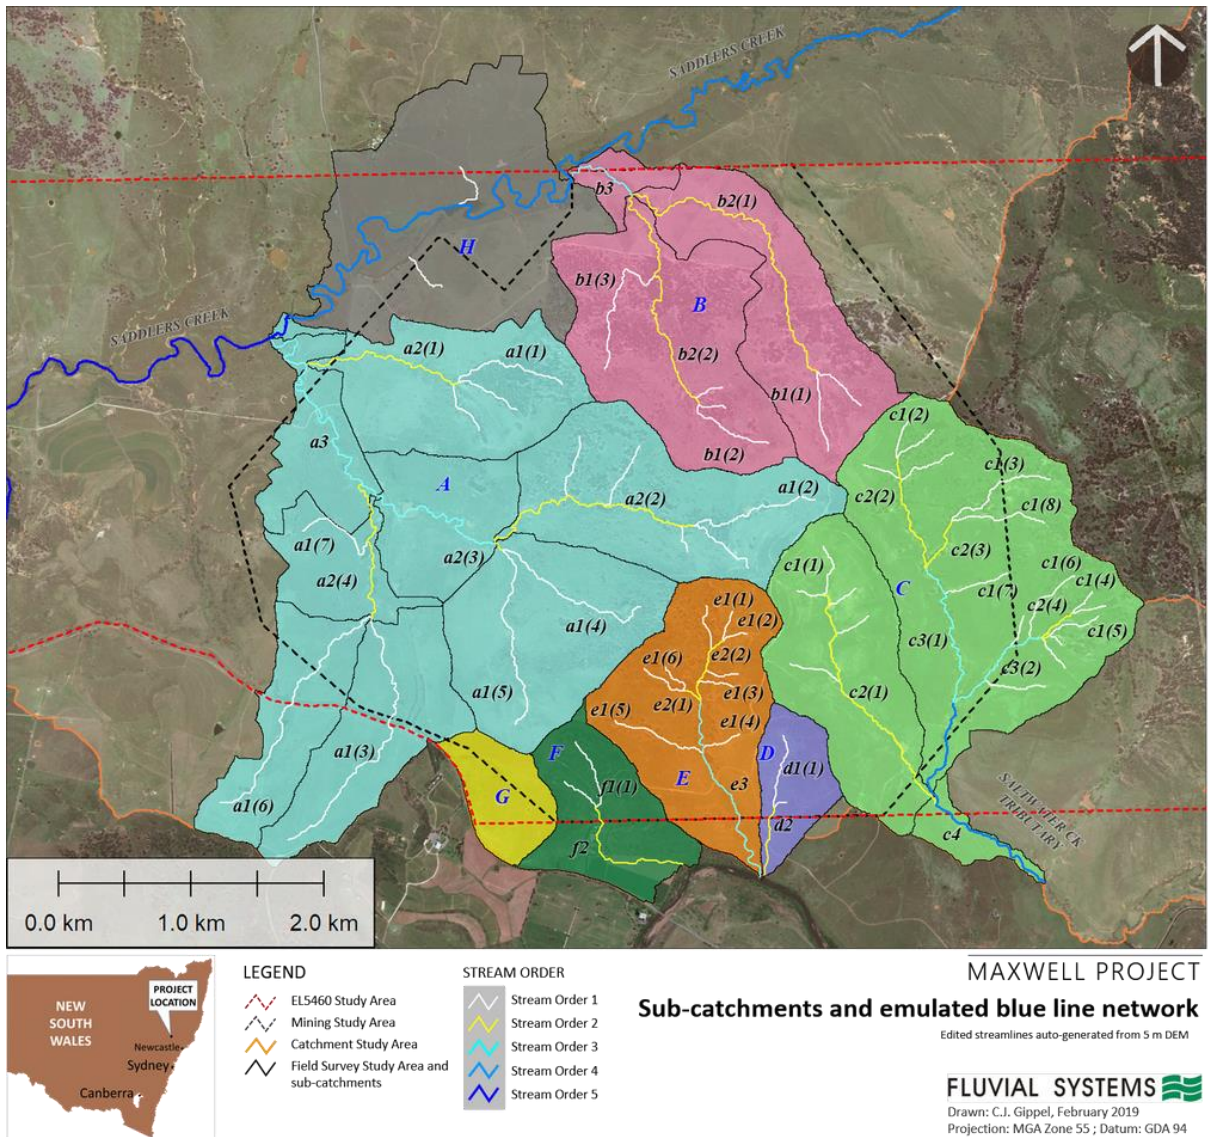 SADDLERS CREEK
b3
b2(1)
H
b1(3)
B
SADDLERS CREEK
a2(1)
a1(1)
b2(2)
b1(1)
c1(2)
a3
b1(2)
c1(3)
A
a2(2)
a1(2)
c2(2)
c1(8)
a1(7)
a2(3)
c2(3)
c1(6)
a2(4)
c1(1)
C
c1(7)
c1(4)
c2(4)
e1(1)
e1(2)
a1(4)
c3(1)
c1(5)
e1(6)
e2(2)
c3(2)
a1(5)
e2(1)
e1(3)
c2(1)
e1(5)
e1(4)
a1(3)
F
D
d1(1)
G
f1(1)
E
e3
SALTWATER CK
TRIBUTARY
a1(6)
f2
d2
c4
0.0 km 1.0 km 2.0 km
NEW
SOUTH
WALES
PROJECT
LOCATION
Newcastle
Sydney
Canberra
LEGEND
EL5460 Study Area
Mining Study Area
Catchment Study Area
Field Survey Study Area and
sub-catchments
STREAM ORDER
Stream Order 1
Stream Order 2
Stream Order 3
Stream Order 4
Stream Order 5
MAXWELL PROJECT
Sub-catchments and emulated blue line network
Edited streamlines auto-generated from 5 m DEM
FLUVIAL SYSTEMS
Drawn: C.J. Gippel, February 2019
Projection: MGA Zone 55 ; Datum: GDA 94